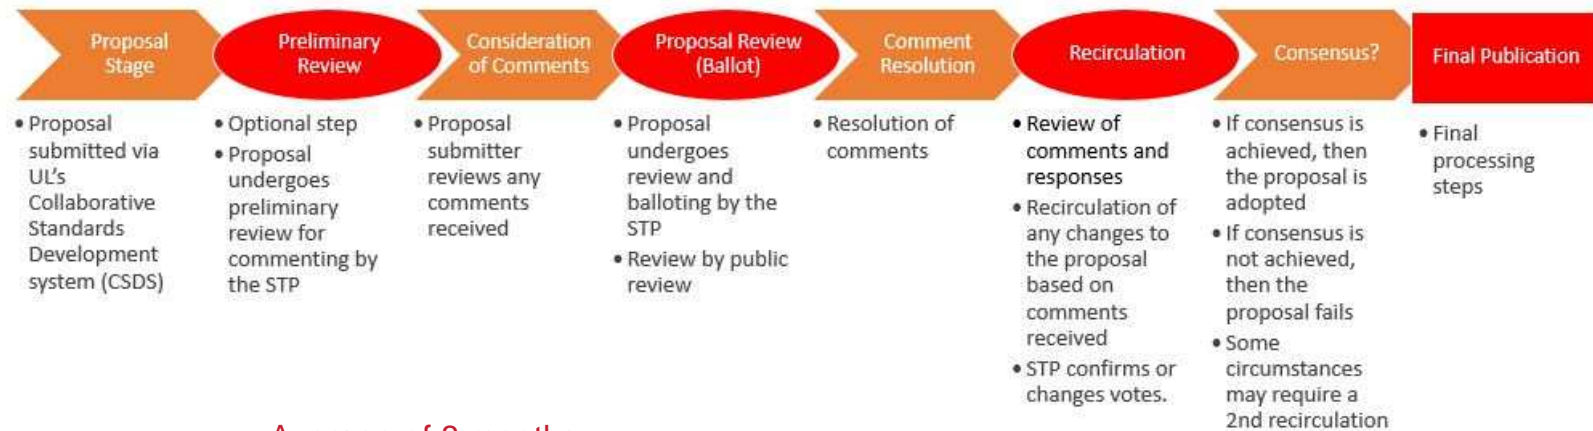 Proposal
Stage
Preliminary
Review
Consideration
of Comments
Proposal Review
(Ballot)
Comment
Resolution
Recirculation
Consensus?
Final Publication
• Proposal
submitted via
UL's
Collaborative
Standards
Development
system (CSDS)
• Optional step
• Proposal
undergoes
preliminary
review for
commenting by
the STP
• Proposal
submitter
reviews any
comments
received
• Proposal
undergoes
review and
balloting by the
STP
• Review by public
review
• Resolution of
comments
• Review of
comments and
responses
• Recirculation of
any changes to
the proposal
based on
comments
received
• STP confirms or
changes votes.
• If consensus is
achieved, then
the proposal is
adopted
• If consensus is
not achieved,
then the
proposal fails
• Some
circumstances
may require a
2nd recirculation
• Final
processing
steps